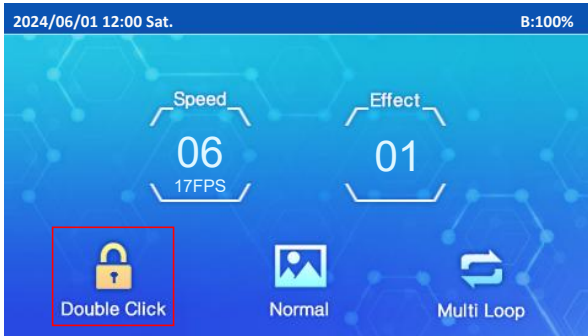 2024/06/01 12:00 Sat. B:100%
Speed Effect
06 01
17FPS
Double Click Normal Multi Loop